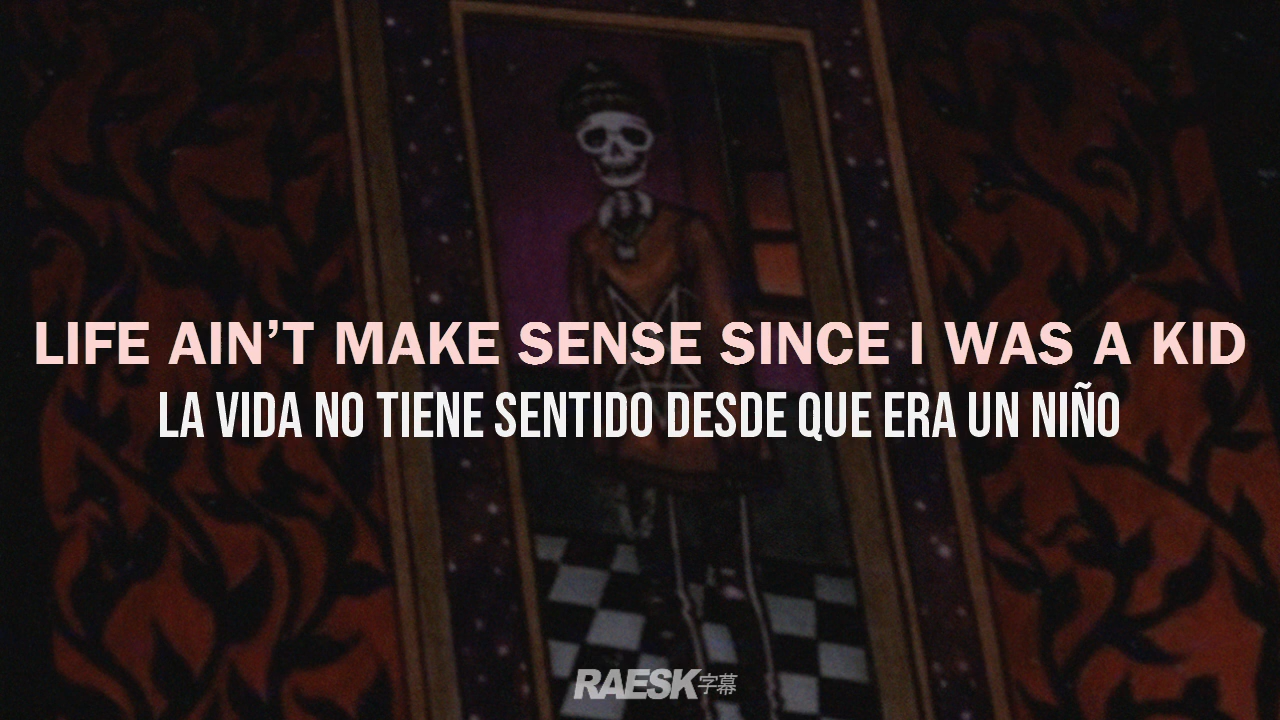 LIFE AIN’T MAKE SENSE SINCE I WAS A KID
LA VIDA NO TIENE SENTIDO DESDE QUE ERA UN NIÑO
RAESK字幕